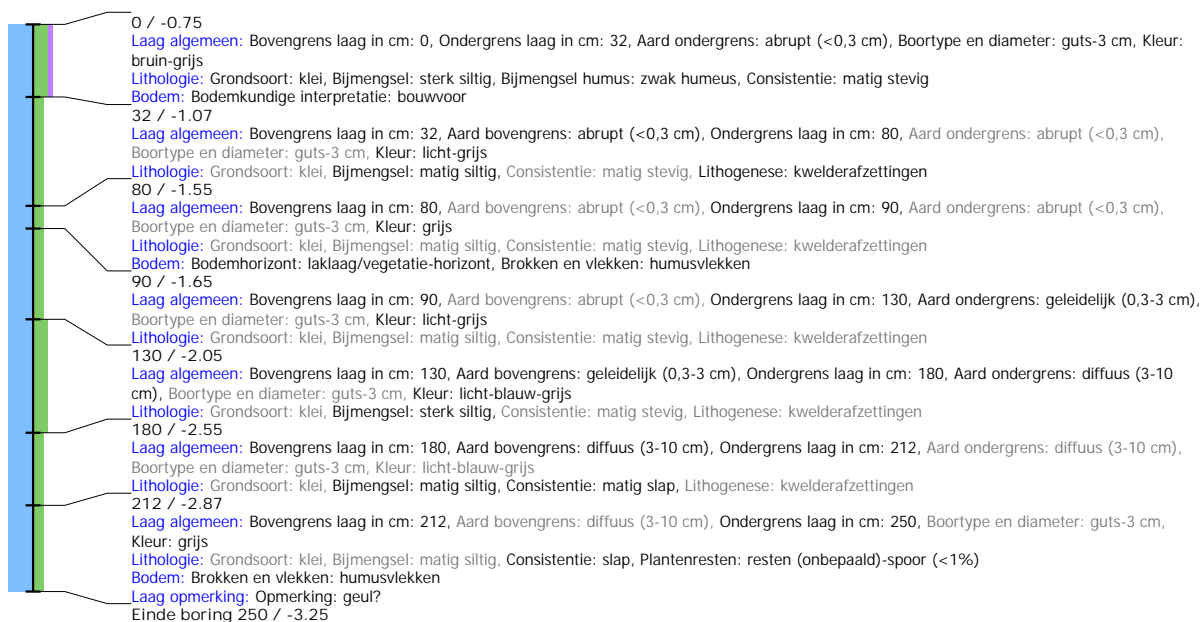 0 / -0.75
Laag algemeen: Bovengrens laag in cm: 0, Ondergrens laag in cm: 32, Aard ondergrens: abrupt (<0,3 cm), Boortype en diameter: guts-3 cm, Kleur:
bruin-grijs
Lithologie: Grondsoort: klei, Bijmengsel: sterk siltig, Bijmengsel humus: zwak humeus, Consistentie: matig stevig
Bodem: Bodemkundige interpretatie: bouwvoor
32 / -1.07
Laag algemeen: Bovengrens laag in cm: 32, Aard bovengrens: abrupt (<0,3 cm), Ondergrens laag in cm: 80, Aard ondergrens: abrupt (<0,3 cm),
Boortype en diameter: guts-3 cm, Kleur: licht-grijs
Lithologie: Grondsoort: klei, Bijmengsel: matig siltig, Consistentie: matig stevig, Lithogenese: kwelderafzettingen
80 / -1.55
Laag algemeen: Bovengrens laag in cm: 80, Aard bovengrens: abrupt (<0,3 cm), Ondergrens laag in cm: 90, Aard ondergrens: abrupt (<0,3 cm),
Boortype en diameter: guts-3 cm, Kleur: grijs
Lithologie: Grondsoort: klei, Bijmengsel: matig siltig, Consistentie: matig stevig, Lithogenese: kwelderafzettingen
Bodem: Bodemhorizont: laklaag/vegetatie-horizont, Brokken en vlekken: humusvlekken
90 / -1.65
Laag algemeen: Bovengrens laag in cm: 90, Aard bovengrens: abrupt (<0,3 cm), Ondergrens laag in cm: 130, Aard ondergrens: geleidelijk (0,3-3 cm),
Boortype en diameter: guts-3 cm, Kleur: licht-grijs
Lithologie: Grondsoort: klei, Bijmengsel: matig siltig, Consistentie: matig stevig, Lithogenese: kwelderafzettingen
130 / -2.05
Laag algemeen: Bovengrens laag in cm: 130, Aard bovengrens: geleidelijk (0,3-3 cm), Ondergrens laag in cm: 180, Aard ondergrens: diffuus (3-10
cm), Boortype en diameter: guts-3 cm, Kleur: licht-blauw-grijs
Lithologie: Grondsoort: klei, Bijmengsel: sterk siltig, Consistentie: matig stevig, Lithogenese: kwelderafzettingen
180 / -2.55
Laag algemeen: Bovengrens laag in cm: 180, Aard bovengrens: diffuus (3-10 cm), Ondergrens laag in cm: 212, Aard ondergrens: diffuus (3-10 cm),
Boortype en diameter: guts-3 cm, Kleur: licht-blauw-grijs
Lithologie: Grondsoort: klei, Bijmengsel: matig siltig, Consistentie: matig slap, Lithogenese: kwelderafzettingen
212 / -2.87
Laag algemeen: Bovengrens laag in cm: 212, Aard bovengrens: diffuus (3-10 cm), Ondergrens laag in cm: 250, Boortype en diameter: guts-3 cm,
Kleur: grijs
Lithologie: Grondsoort: klei, Bijmengsel: matig siltig, Consistentie: slap, Plantenresten: resten (onbepaald)-spoor (<1%)
Bodem: Brokken en vlekken: humusvlekken
Laag opmerking: Opmerking: geul?
Einde boring 250 / -3.25